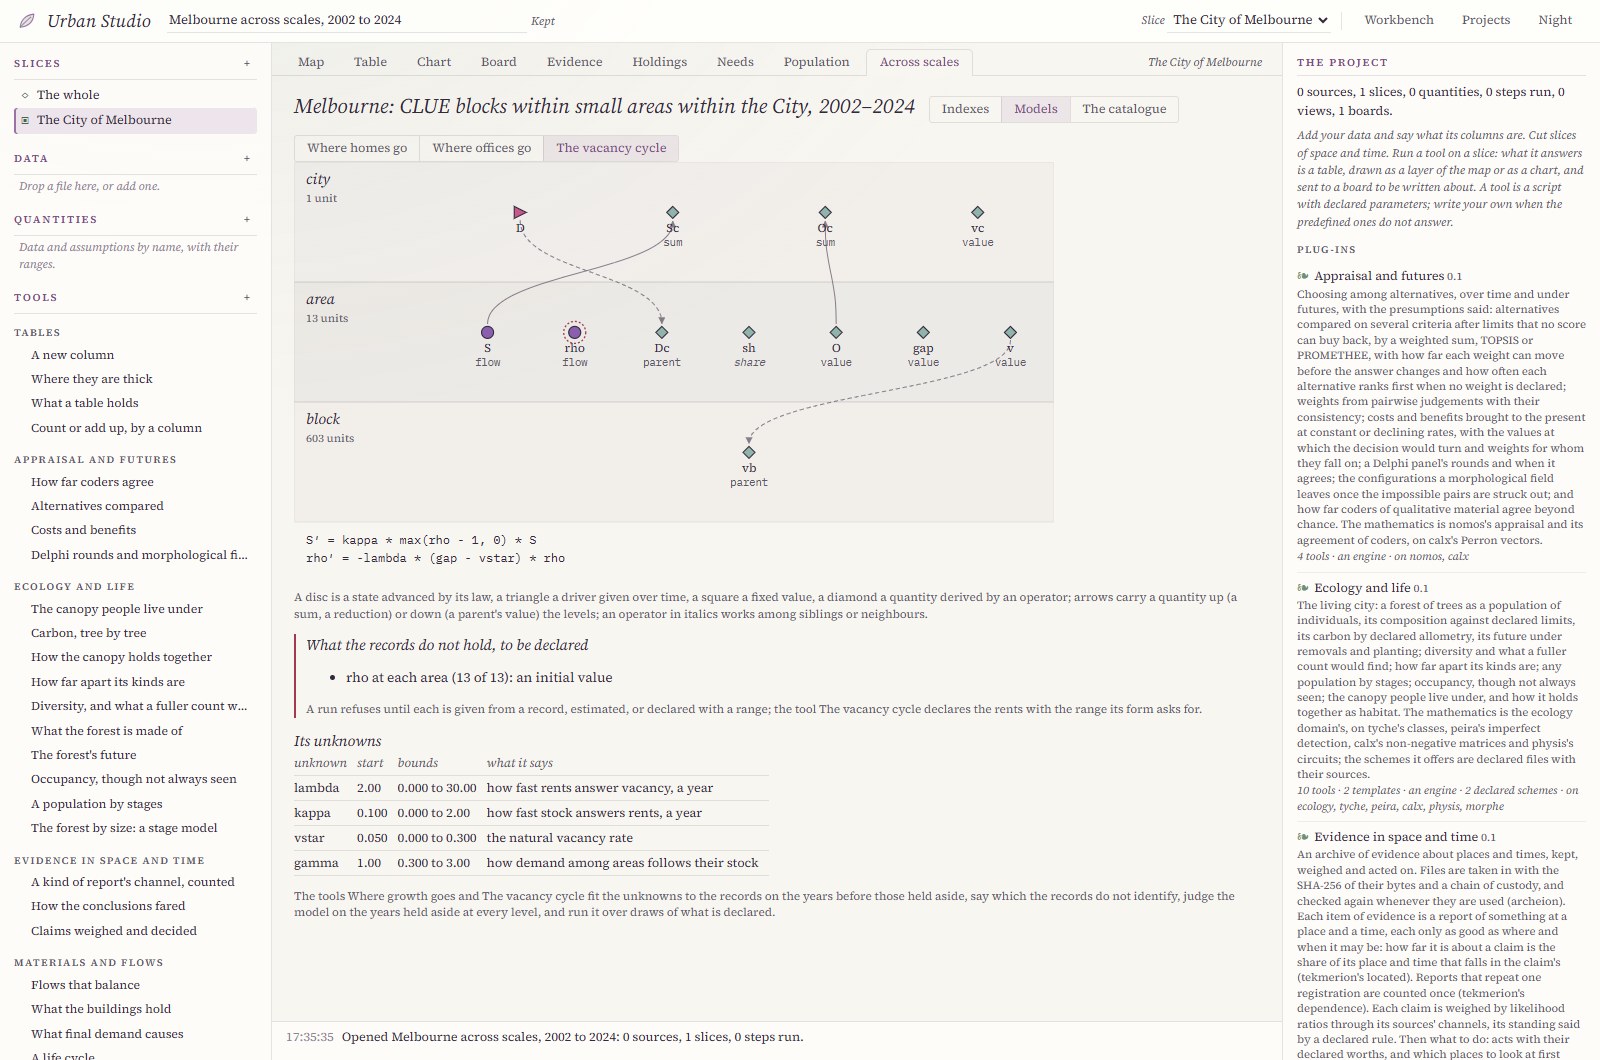 Urban Studio
Melbourne across scales, 2002 to 2024
Kept
Slice The City of Melbourne
Workbench
Projects
Night
SLICES +
The whole
The City of Melbourne
DATA +
Drop a file here, or add one.
QUANTITIES +
Data and assumptions by name, with their
ranges.
TOOLS +
TABLES
A new column
Where they are thick
What a table holds
Count or add up, by a column
APPRAISAL AND FUTURES
How far coders agree
Alternatives compared
Costs and benefits
Delphi rounds and morphological fi...
ECOLOGY AND LIFE
The canopy people live under
Carbon, tree by tree
How the canopy holds together
How far apart its kinds are
Diversity, and what a fuller count w...
What the forest is made of
The forest's future
Occupancy, though not always seen
A population by stages
The forest by size: a stage model
EVIDENCE IN SPACE AND TIME
A kind of report's channel, counted
How the conclusions fared
Claims weighed and decided
MATERIALS AND FLOWS
Flows that balance
What the buildings hold
What final demand causes
A life cycle
Map
Table
Chart
Board
Evidence
Holdings
Needs
Population
Across scales
The City of Melbourne
Melbourne: CLUE blocks within small areas within the City, 2002–2024
Indexes
Models
The catalogue
Where homes go
Where offices go
The vacancy cycle
city
1 unit
D
Sc
sum
Oc
sum
vc
value
area
13 units
S
flow
rho
flow
Dc
parent
sh
share
O
value
gap
value
v
value
block
603 units
vb
parent
S' = kappa * max(rho - 1, 0) * S
rho' = -lambda * (gap - vstar) * rho
A disc is a state advanced by its law, a triangle a driver given over time, a square a fixed value, a diamond a quantity derived by an operator; arrows carry a quantity up (a
sum, a reduction) or down (a parent's value) the levels; an operator in italics works among siblings or neighbours.
What the records do not hold, to be declared
• rho at each area (13 of 13): an initial value
A run refuses until each is given from a record, estimated, or declared with a range; the tool The vacancy cycle declares the rents with the range its form asks for.
Its unknowns
unknown start bounds what it says
lambda 2.00 0.000 to 30.00 how fast rents answer vacancy, a year
kappa 0.100 0.000 to 2.00 how fast stock answers rents, a year
vstar 0.050 0.000 to 0.300 the natural vacancy rate
gamma 1.00 0.300 to 3.00 how demand among areas follows their stock
The tools Where growth goes and The vacancy cycle fit the unknowns to the records on the years before those held aside, say which the records do not identify, judge the
model on the years held aside at every level, and run it over draws of what is declared.
17:35:35 Opened Melbourne across scales, 2002 to 2024: 0 sources, 1 slices, 0 steps run.
THE PROJECT
0 sources, 1 slices, 0 quantities, 0 steps run, 0
views, 1 boards.
Add your data and say what its columns are. Cut slices
of space and time. Run a tool on a slice: what it answers
is a table, drawn as a layer of the map or as a chart, and
sent to a board to be written about. A tool is a script
with declared parameters; write your own when the
predefined ones do not answer.
PLUG-INS
Appraisal and futures 0.1
Choosing among alternatives, over time and under
futures, with the presumptions said: alternatives
compared on several criteria after limits that no score
can buy back, by a weighted sum, TOPSIS or
PROMETHEE, with how far each weight can move
before the answer changes and how often each
alternative ranks first when no weight is declared;
weights from pairwise judgements with their
consistency; costs and benefits brought to the present
at constant or declining rates, with the values at
which the decision would turn and weights for whom
they fall on; a Delphi panel's rounds and when it
agrees; the configurations a morphological field
leaves once the impossible pairs are struck out; and
how far coders of qualitative material agree beyond
chance. The mathematics is nomos's appraisal and its
agreement of coders, on calx's Perron vectors.
4 tools · an engine · on nomos, calx
Ecology and life 0.1
The living city: a forest of trees as a population of
individuals, its composition against declared limits,
its carbon by declared allometry, its future under
removals and planting; diversity and what a fuller
count would find; how far apart its kinds are; any
population by stages; occupancy, though not always
seen; the canopy people live under, and how it holds
together as habitat. The mathematics is the ecology
domain's, on tyche's classes, peira's imperfect
detection, calx's non-negative matrices and physis's
circuits; the schemes it offers are declared files with
their sources.
10 tools · 2 templates · an engine · 2 declared schemes · on
ecology, tyche, peira, calx, physis, morphe
Evidence in space and time 0.1
An archive of evidence about places and times, kept,
weighed and acted on. Files are taken in with the
SHA-256 of their bytes and a chain of custody, and
checked again whenever they are used (archeion).
Each item of evidence is a report of something at a
place and a time, each only as good as where and
when it may be: how far it is about a claim is the
share of its place and time that falls in the claim's
(tekmerion's located). Reports that repeat one
registration are counted once (tekmerion's
dependence). Each claim is weighed by likelihood
ratios through its sources' channels, its standing said
by a declared rule. Then what to do: acts with their
declared worths, and which places to look at first